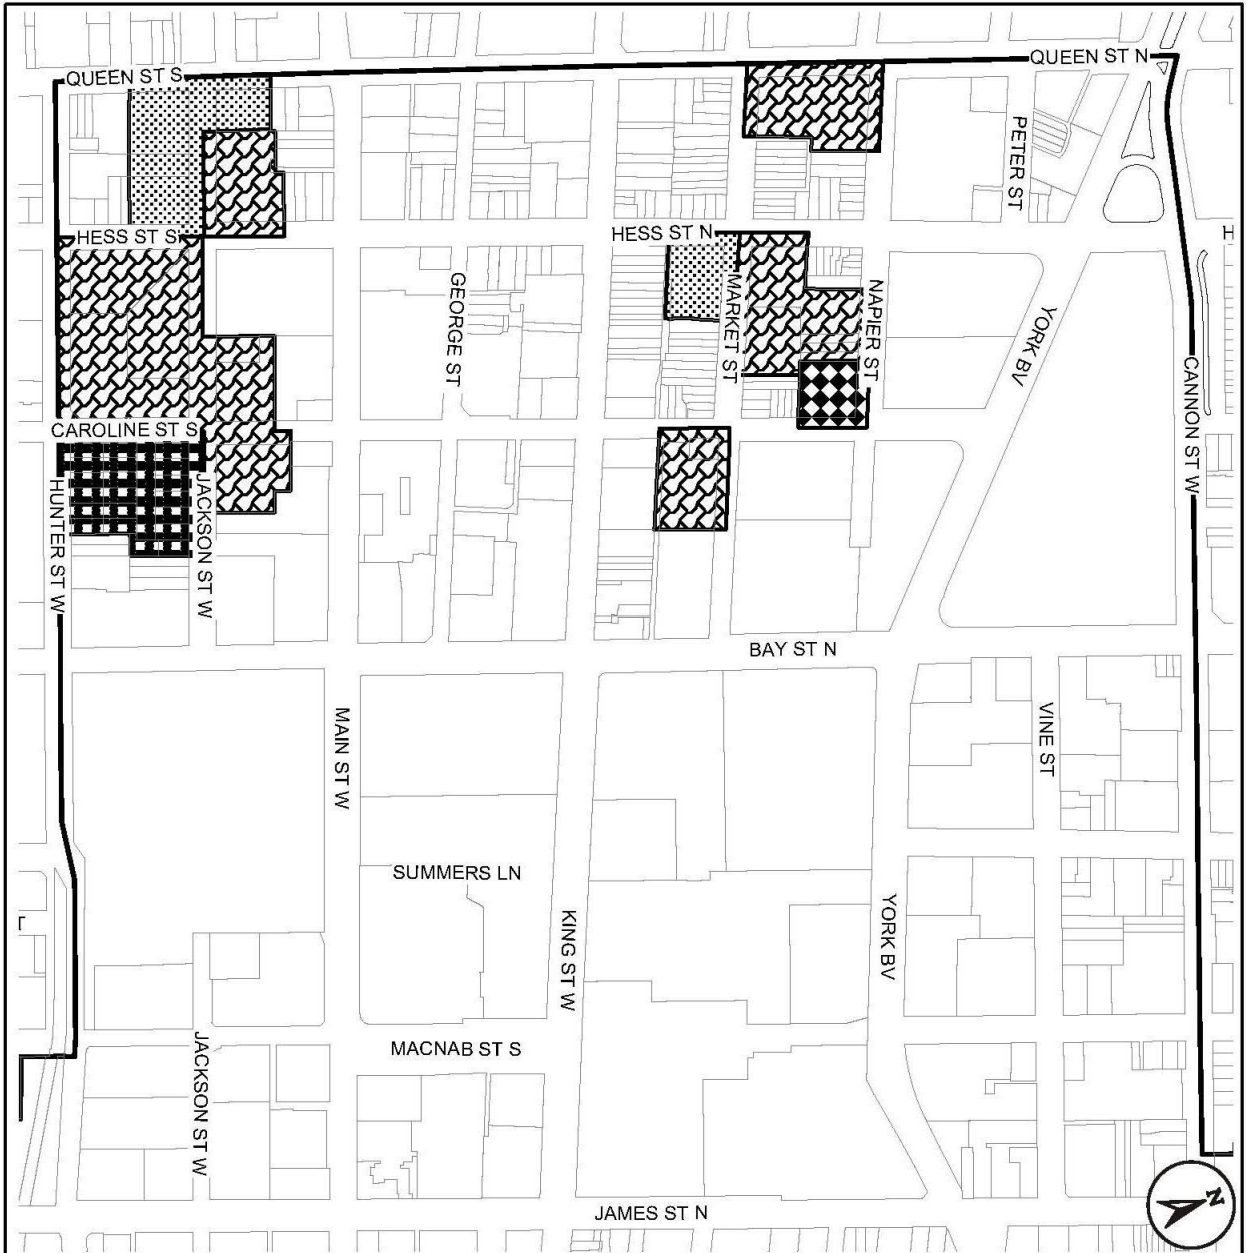 QUEEN ST N
QUEEN ST S
PETER ST
HESS ST N
HESS ST S
H
GEORGE ST
MARKET ST
NAPIER ST
YORK BV
CANNON ST W
CAROLINE ST S
HUNTER ST W
JACKSON ST W
BAY ST N
MAIN ST W
VINE ST
SUMMERS LN
KING ST W
YORK BV
T
MACNAB ST S
JACKSON ST W
JAMES ST N
N